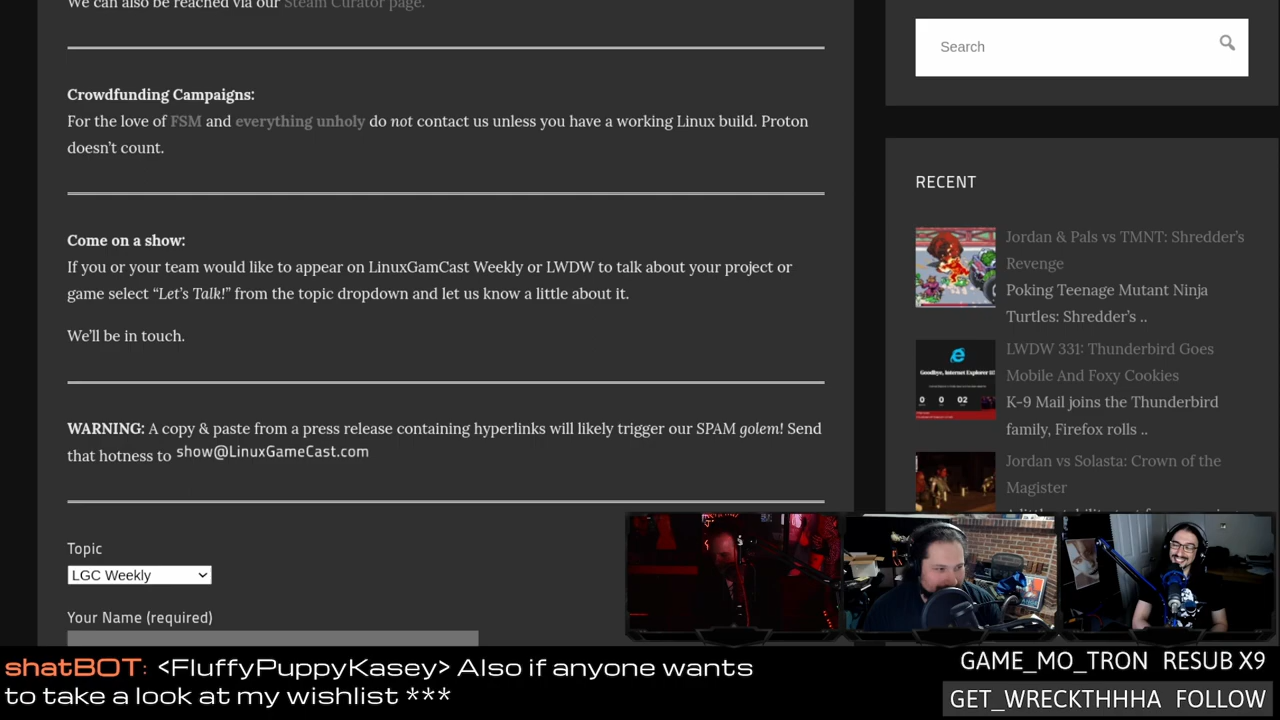 We can also be reached via our Steam Curator page.
Crowdfunding Campaigns:
For the love of FSM and everything unholy do not contact us unless you have a working Linux build. Proton
doesn't count.
Come on a show:
If you or your team would like to appear on LinuxGamCast Weekly or LWDW to talk about your project or
game select “Let's Talk!” from the topic dropdown and let us know a little about it.
We'll be in touch.
WARNING: A copy & paste from a press release containing hyperlinks will likely trigger our SPAM golem! Send
that hotness to show@LinuxGameCast.com
Topic
LGC Weekly
Your Name (required)
Search
RECENT
Jordan & Pals vs TMNT: Shredder's
Revenge
Poking Teenage Mutant Ninja
Turtles: Shredder's ..
Goodbye, Internet Explorer
0 0 02
LWDW 331: Thunderbird Goes
Mobile And Foxy Cookies
K-9 Mail joins the Thunderbird
family, Firefox rolls ..
Jordan vs Solasta: Crown of the
Magister
shatBOT: <FluffyPuppyKasey> Also if anyone wants
to take a look at my wishlist ***
GAME_MO_TRON RESUB X9
GET_WRECKTHHHA FOLLOW